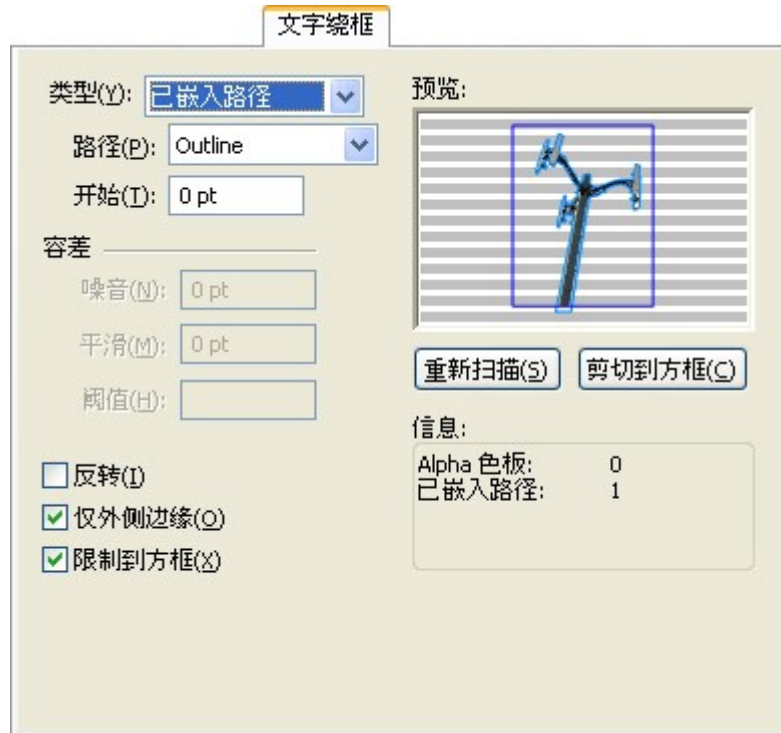 文字绕框
类型(Y): 已嵌入路径
路径(P): Outline
开始(T): 0 pt
容差
噪音(N): 0 pt
平滑(M): 0 pt
阈值(H):
反转(I)
仅外侧边缘(O)
限制到方框(X)
预览:
重新扫描(S) 剪切到方框(C)
信息:
Alpha 色板: 0
已嵌入路径: 1